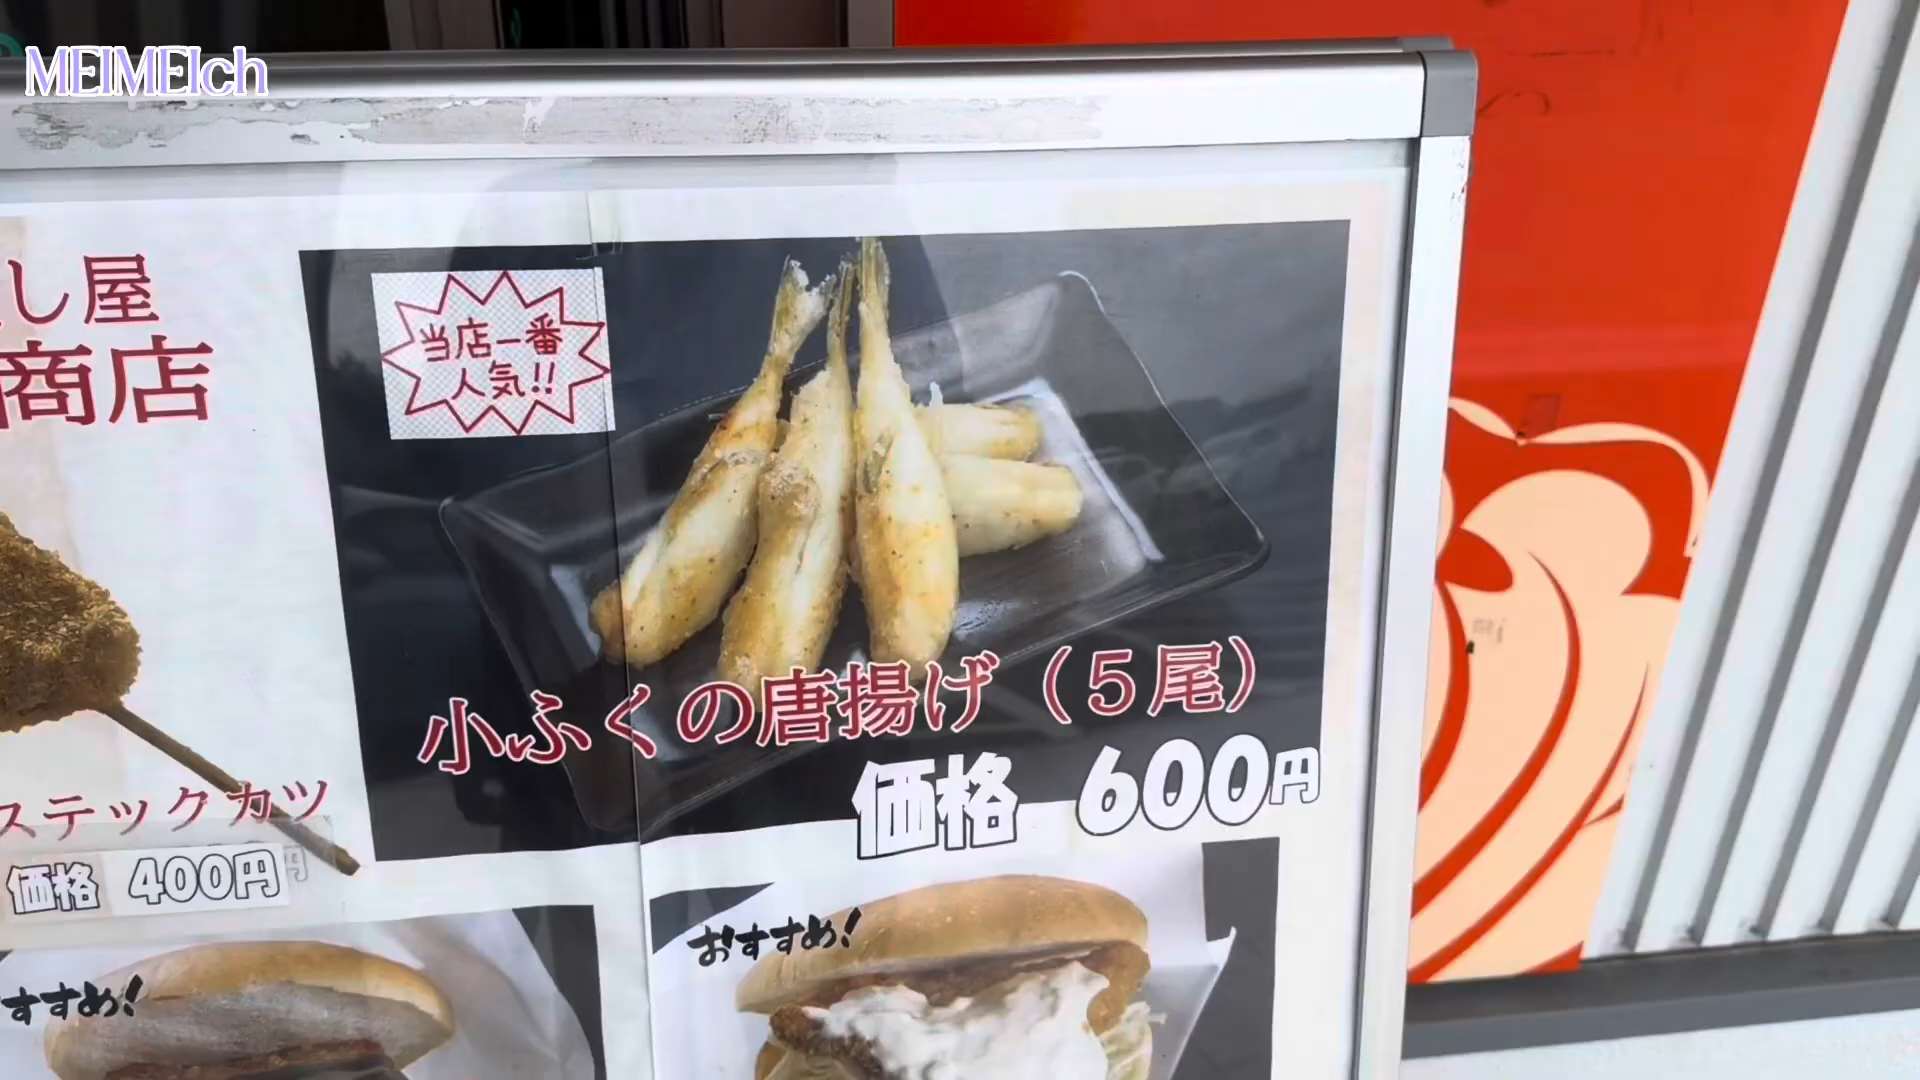 MEIMEIch
し屋
商店
当店一番
人気!!
小ふくの唐揚げ（5尾）
価格 600円
ステックカツ
価格 400円
おすすめ!
すすめ!